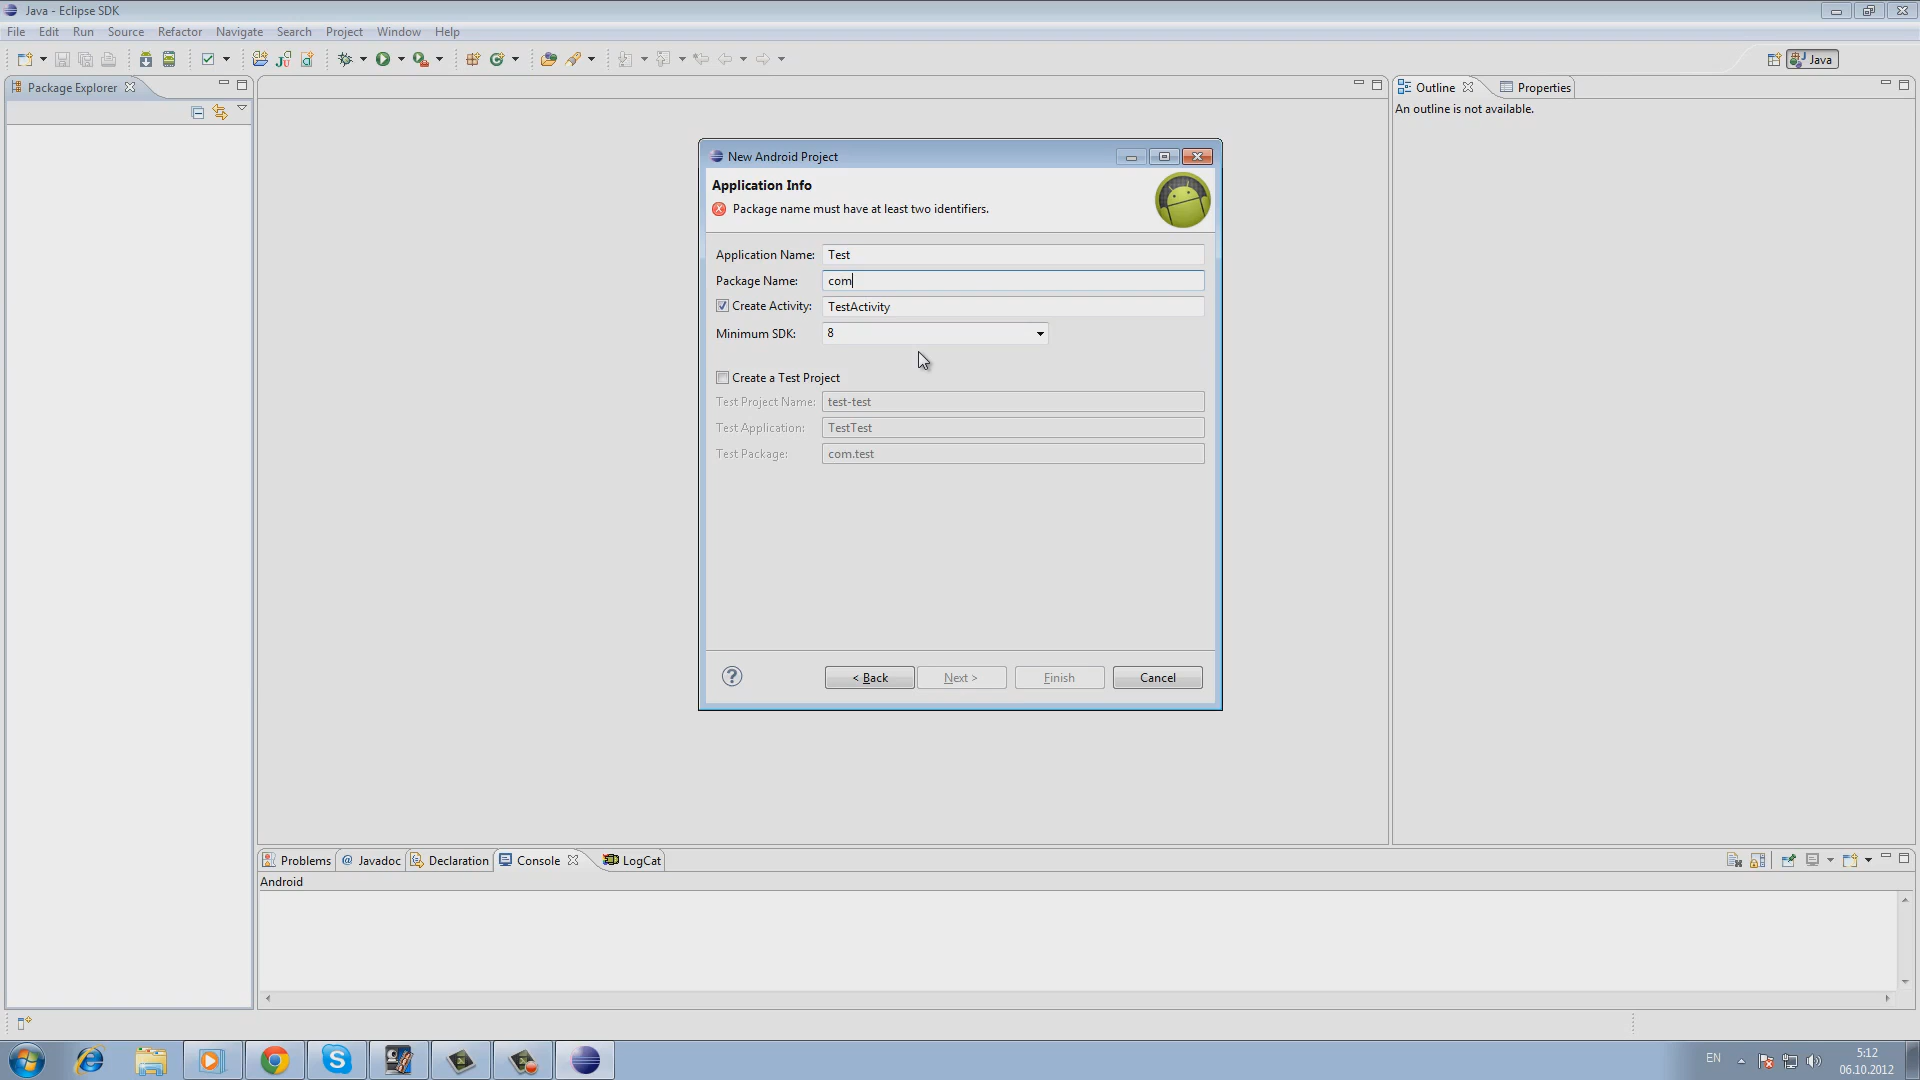 Java - Eclipse SDK
File Edit Run Source Refactor Navigate Search Project Window Help
Java
Package Explorer
Outline Properties
An outline is not available.
New Android Project
Application Info
Package name must have at least two identifiers.
Application Name: Test
Package Name: com
Create Activity: TestActivity
Minimum SDK: 8
Create a Test Project
Test Project Name: test-test
Test Application: TestTest
Test Package: com.test
< Back Next > Finish Cancel
Problems @ Javadoc Declaration Console LogCat
Android
EN
5:12
06.10.2012